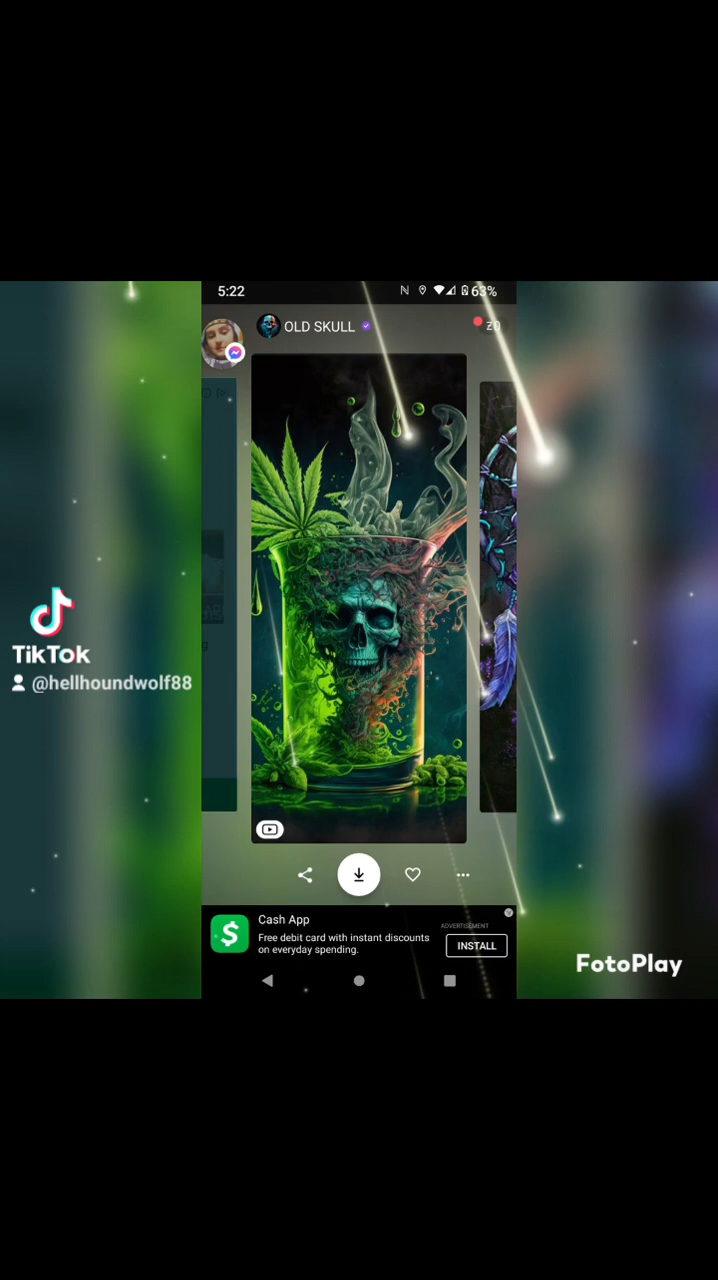 5:22
63%
OLD SKULL
20
TikTok
@hellhoundwolf88
Cash App
ADVERTISEMENT
Free debit card with instant discounts
on everyday spending.
INSTALL
FotoPlay